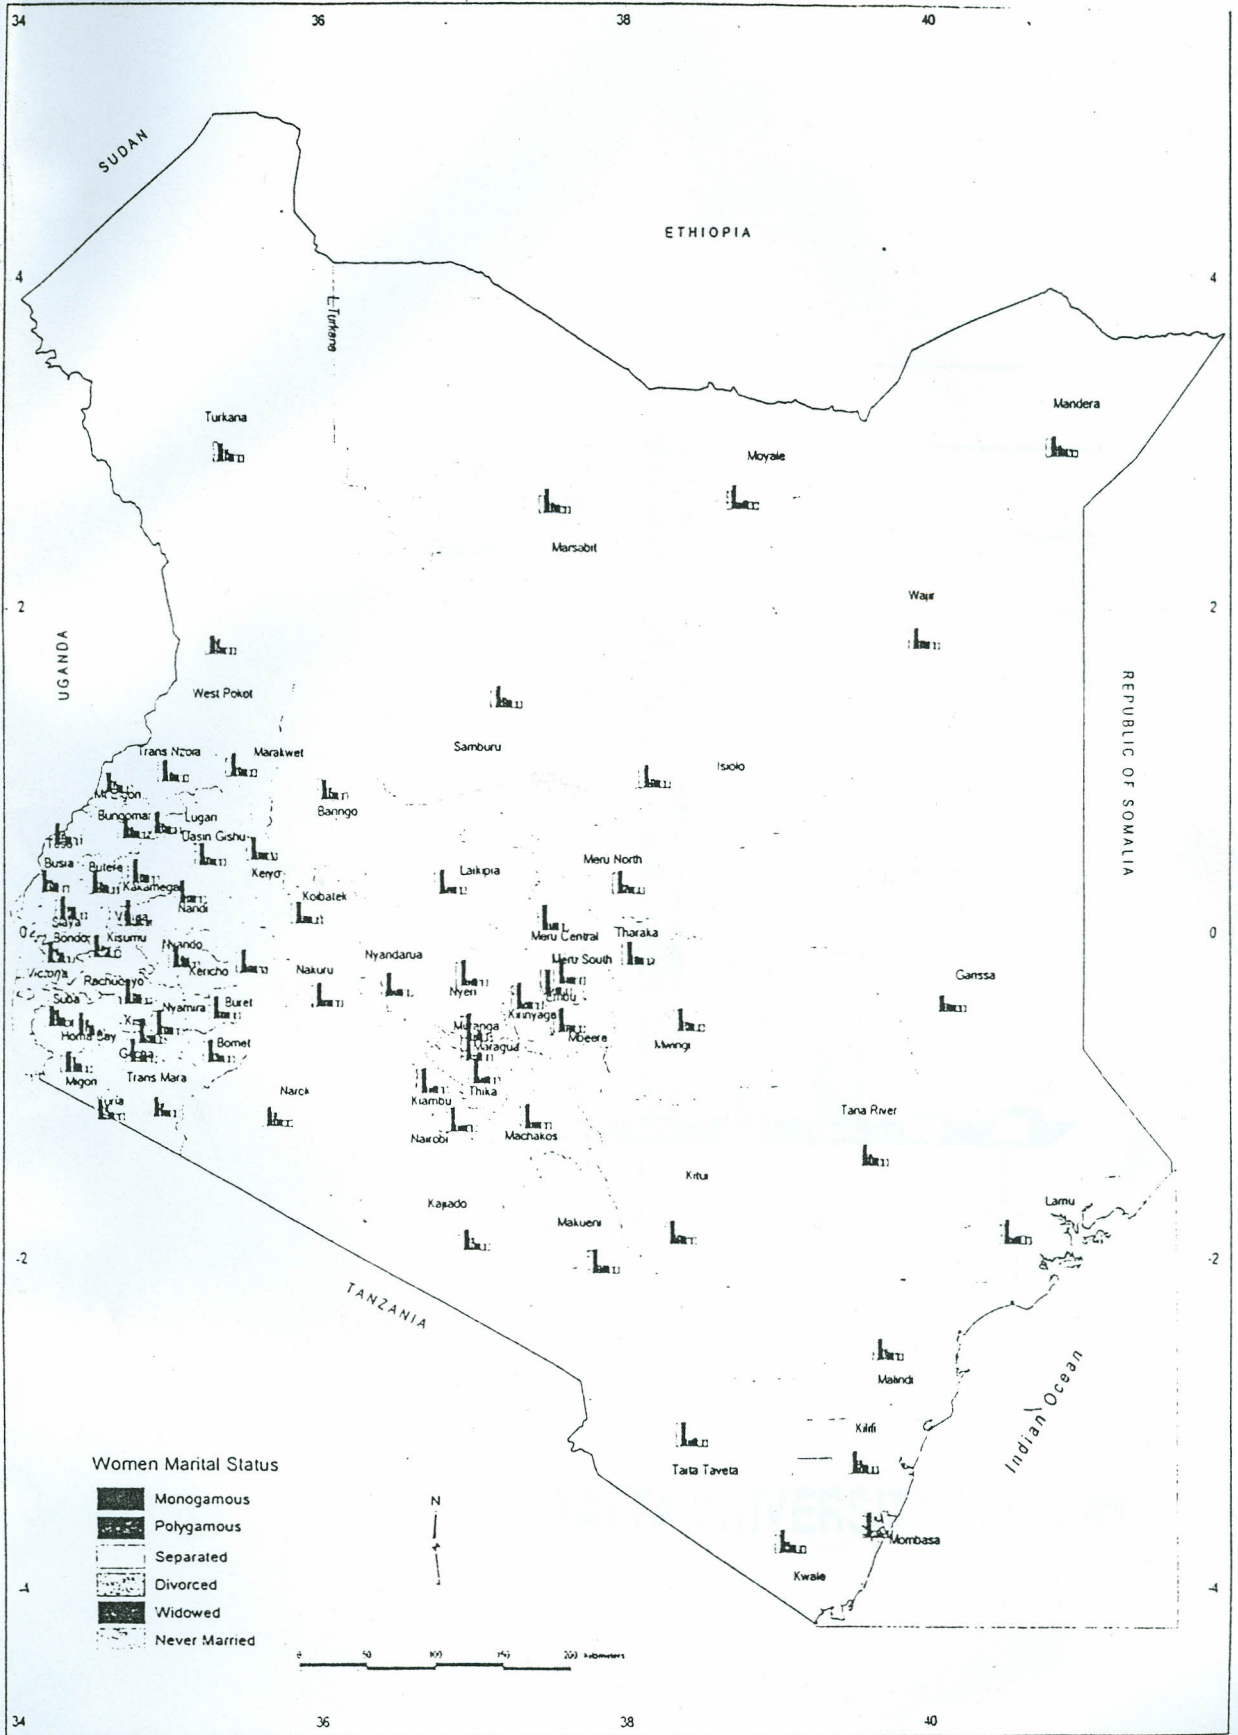 34 36 38 40
SUDAN
ETHIOPIA
4 4
L.Turkana
Turkana
Mandera
Moyale
Marsabit
2 2
Wajir
UGANDA
West Pokot
REPUBLIC OF SOMALIA
Samburu
Trans Nzoia
Marakwet
Isiolo
Baringo
Bungoma
Lugari
Uasin Gishu
Busia
Butere
Keiyo
Laikipia
Meru North
Kakamega
Nandi
Koibatek
Siaya
0 0
Bondo
Kisumu
Nyando
Meru Central
Tharaka
Kericho
Nakuru
Nyandarua
Nyeri
Meru South
Garissa
Victoria
Rachuonyo
Suba
Nyamira
Buret
Embu
Kirinyaga
Homa Bay
Muranga
Mbeere
Mwingi
Bomet
Maragua
Migori
Trans Mara
Thika
Kiambu
Kuria
Narok
Tana River
Nairobi
Machakos
Kitui
Kajiado
Makueni
Lamu
-2 -2
TANZANIA
Malindi
Indian Ocean
Kilifi
Taita Taveta
Mombasa
Kwale
Women Marital Status
Monogamous
Polygamous
Separated
Divorced
Widowed
Never Married
N
-4 -4
0 50 100 150 200 kilometers
34 36 38 40